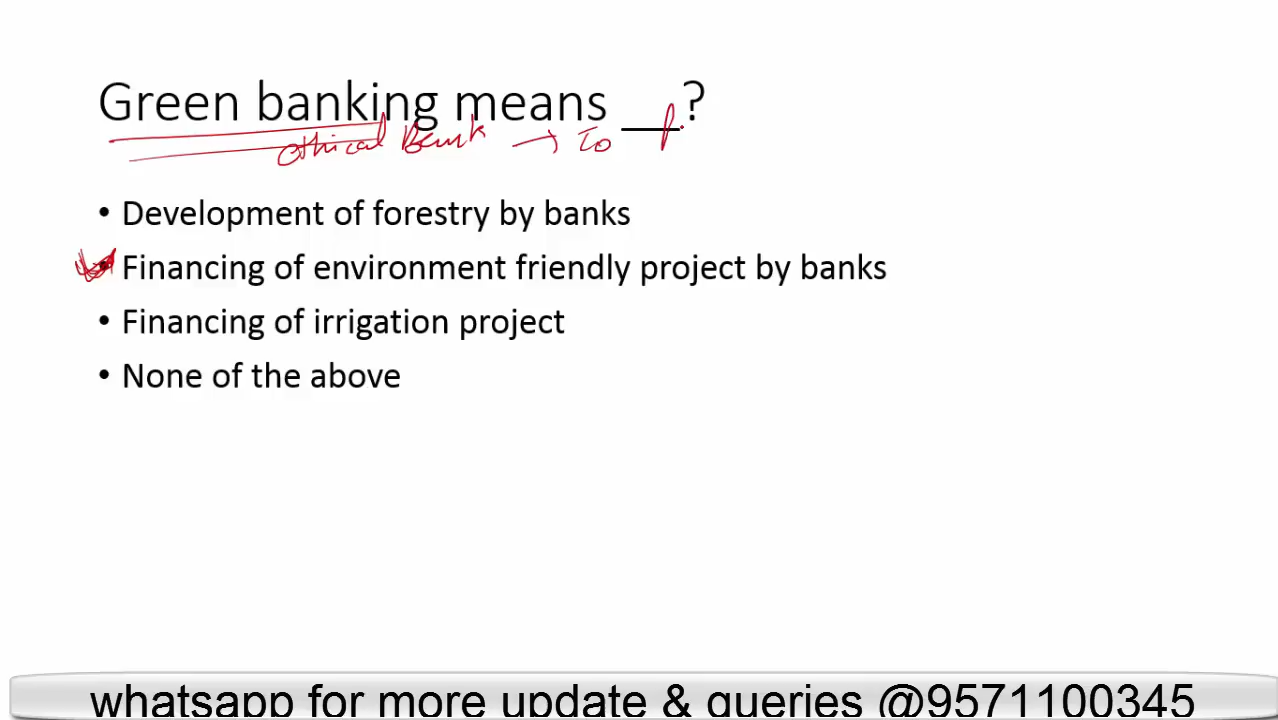 Green banking means ___?
ethical Bank → To p.
• Development of forestry by banks
• Financing of environment friendly project by banks
• Financing of irrigation project
• None of the above
whatsapp for more update & queries @9571100345